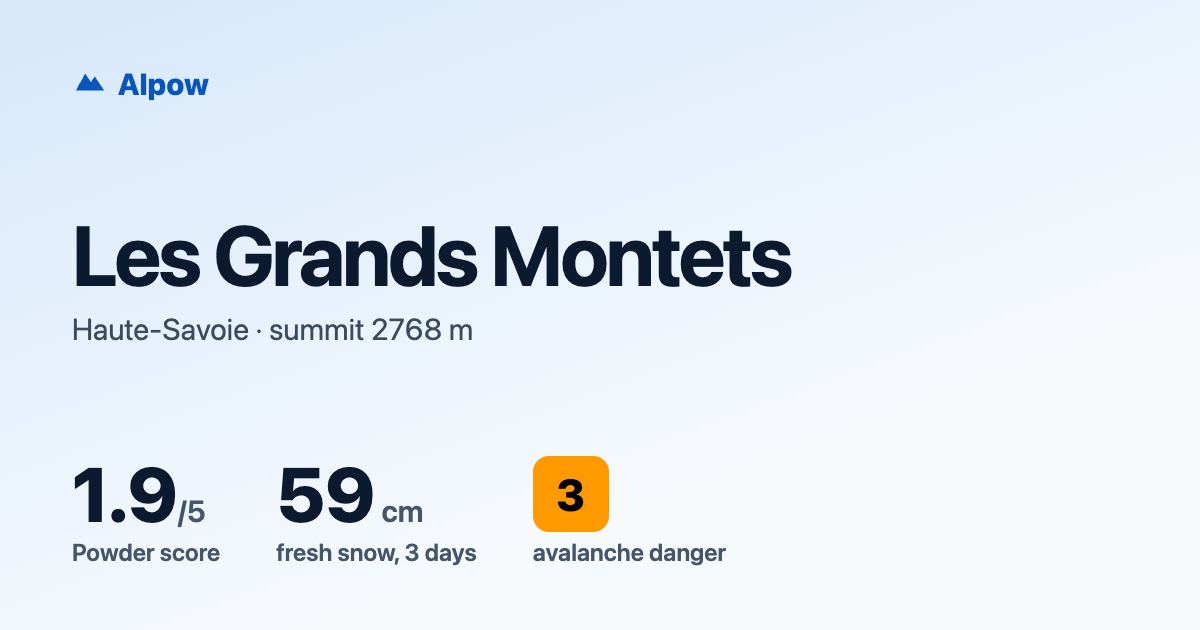 Alpow
Les Grands Montets
Haute-Savoie · summit 2768 m
1.9/5
Powder score
59 cm
fresh snow, 3 days
3
avalanche danger